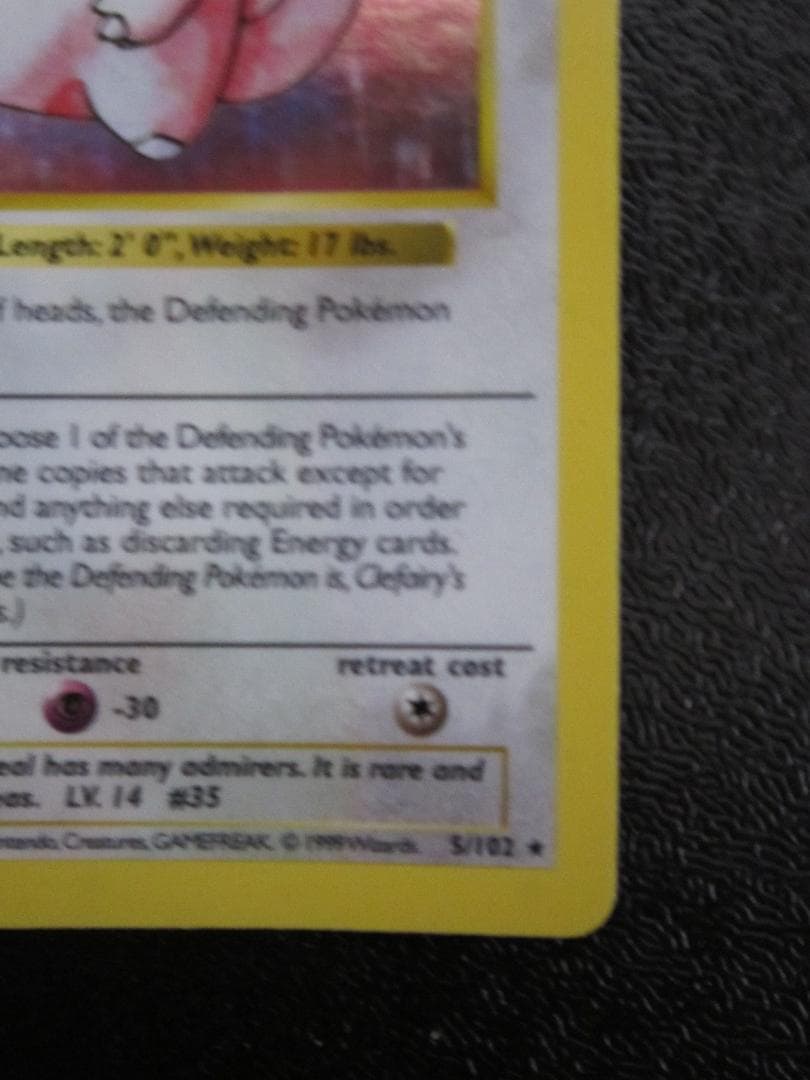 Length: 2' 0", Weight: 17 lbs.
f heads, the Defending Pokémon
oose 1 of the Defending Pokémon's
ne copies that attack except for
nd anything else required in order
, such as discarding Energy cards.
e the Defending Pokémon is, Clefairy's
s.)
resistance retreat cost
-30
eal has many admirers. It is rare and
eas. LV. 14 #35
ntendo, Creatures, GAMEFREAK. © 1999 Wizards. 5/102 ★